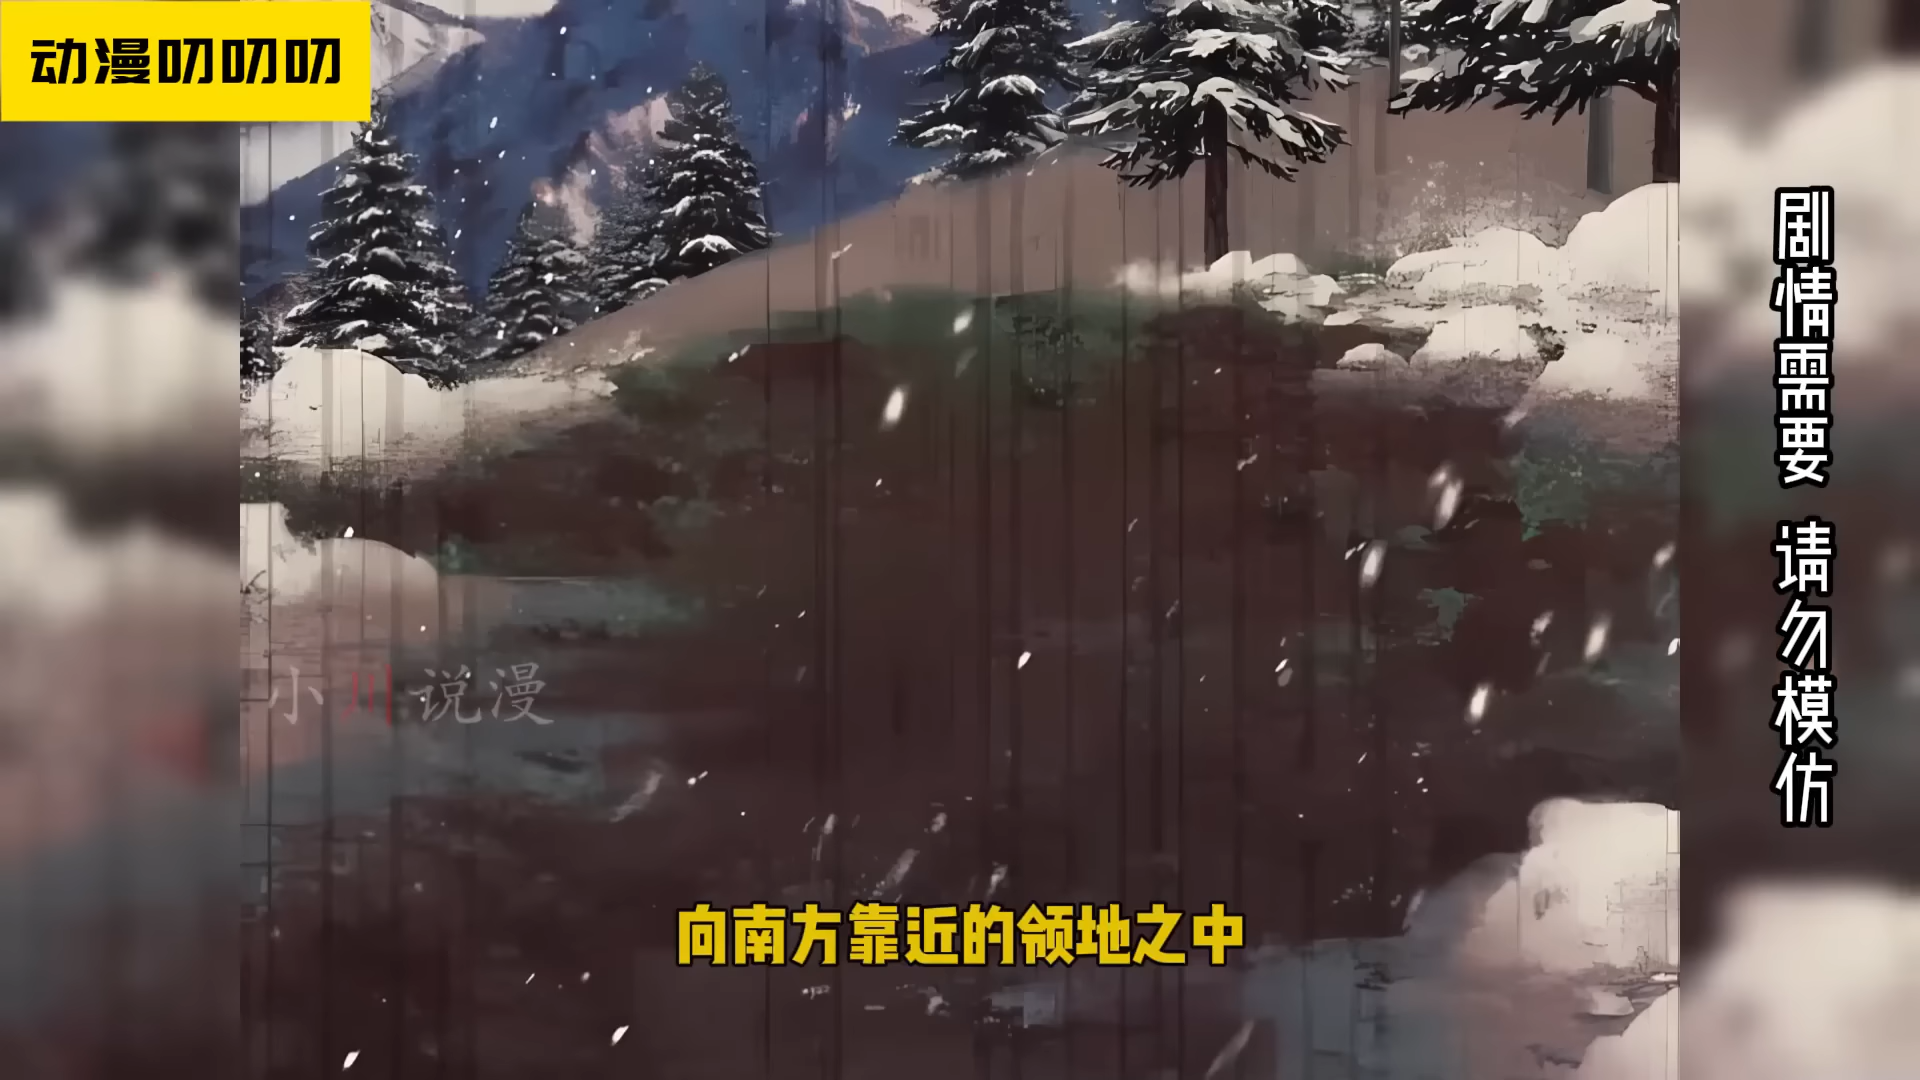 动漫叨叨叨
剧情需要 请勿模仿
小川说漫
向南方靠近的领地之中